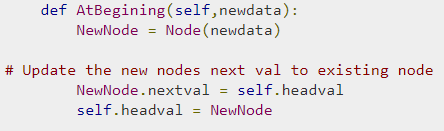 def AtBegining(self,newdata):
NewNode = Node(newdata)
# Update the new nodes next val to existing node
NewNode.nextval = self.headval
self.headval = NewNode